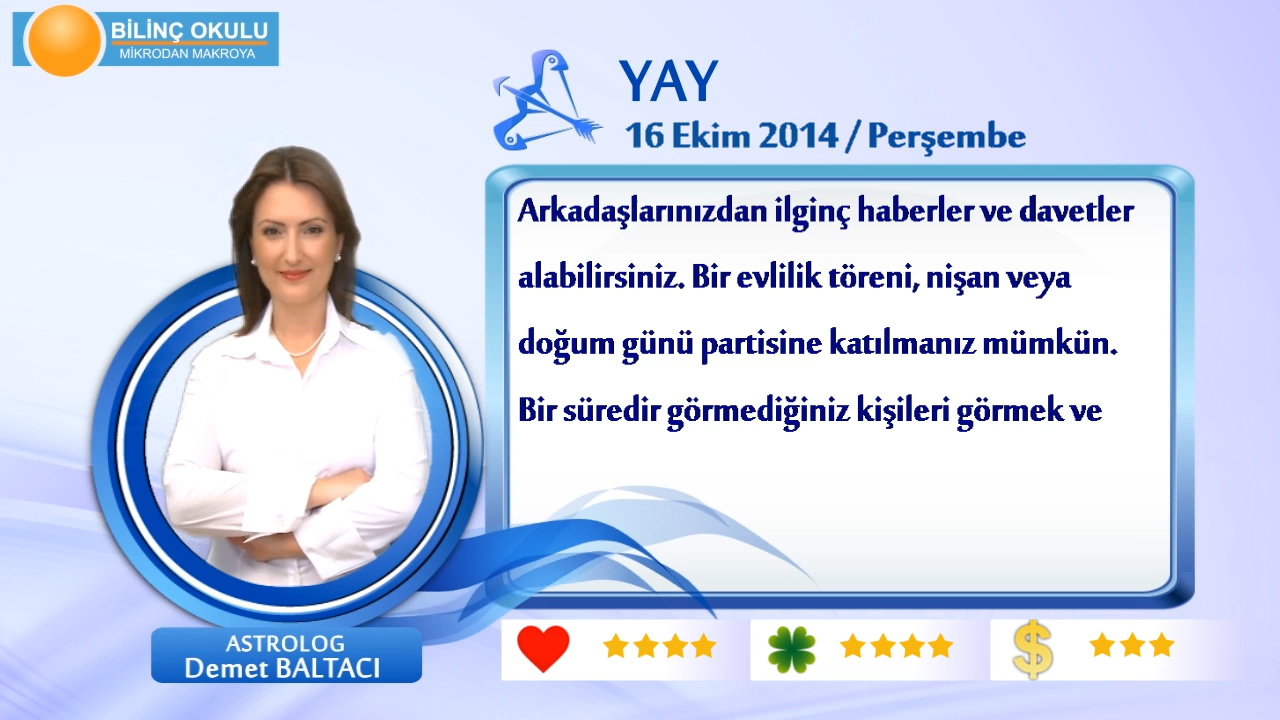 BİLİNÇ OKULU
MİKRODAN MAKROYA
YAY
16 Ekim 2014 / Perşembe
Arkadaşlarınızdan ilginç haberler ve davetler
alabilirsiniz. Bir evlilik töreni, nişan veya
doğum günü partisine katılmanız mümkün.
Bir süredir görmediğiniz kişileri görmek ve
ASTROLOG
Demet BALTACI